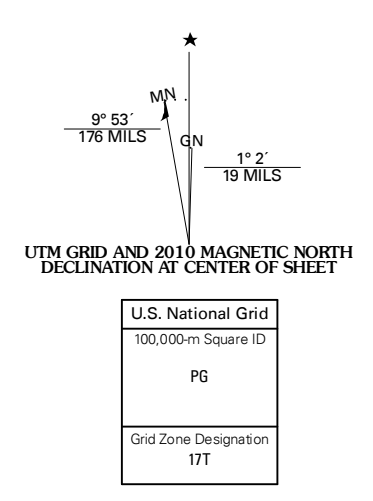 MN
9° 53´
176 MILS
GN
1° 2´
19 MILS
UTM GRID AND 2010 MAGNETIC NORTH
DECLINATION AT CENTER OF SHEET
U.S. National Grid
100,000-m Square ID
PG
Grid Zone Designation
17T